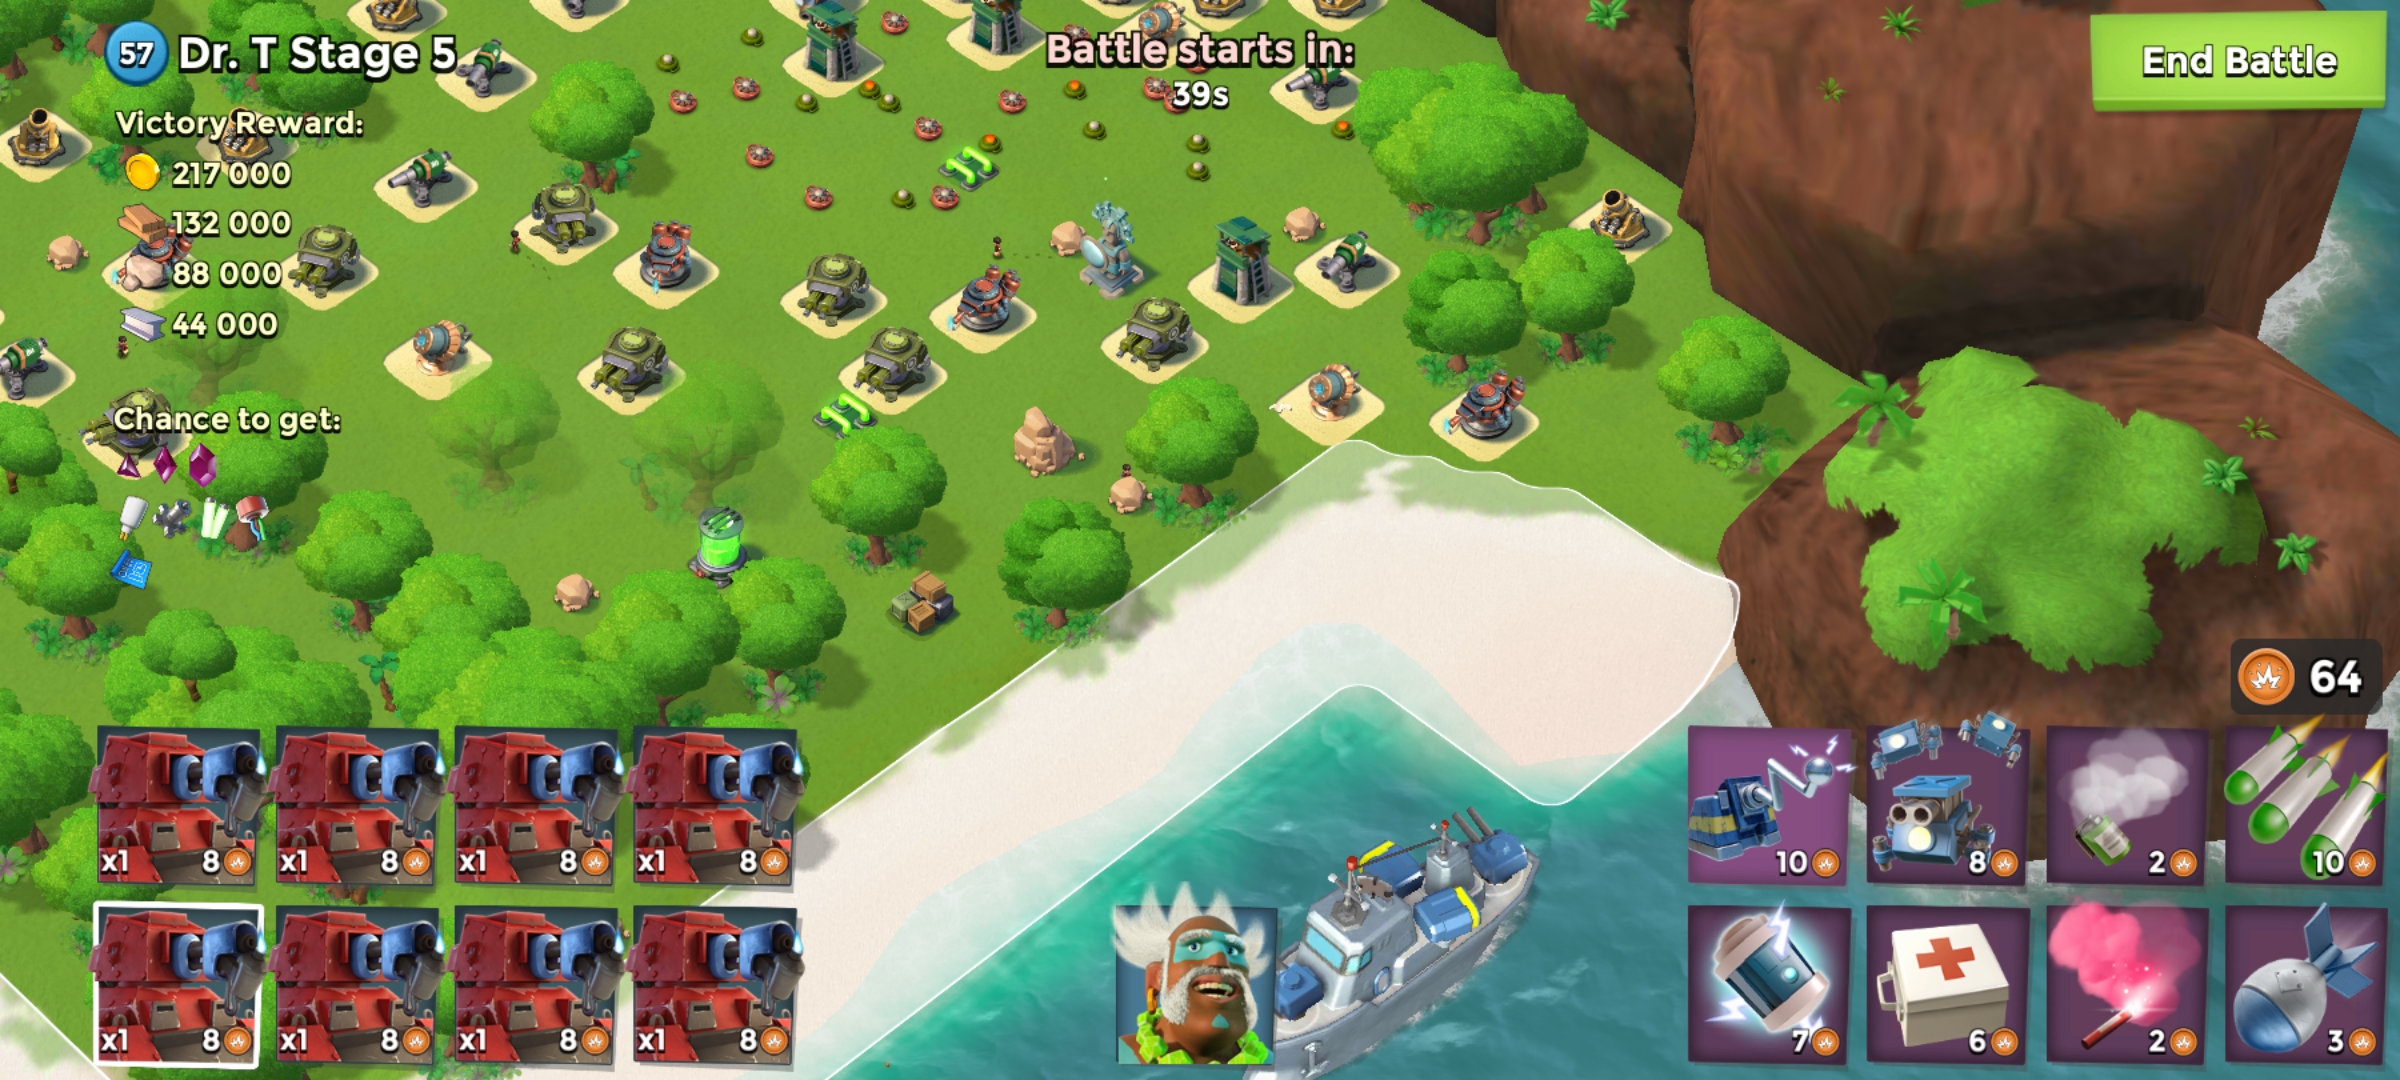 57 Dr. T Stage 5
Victory Reward:
217 000
132 000
88 000
44 000
Chance to get:
Battle starts in:
39s
End Battle
64
x1 8
x1 8
x1 8
x1 8
x1 8
x1 8
x1 8
x1 8
10
8
2
10
7
6
2
3